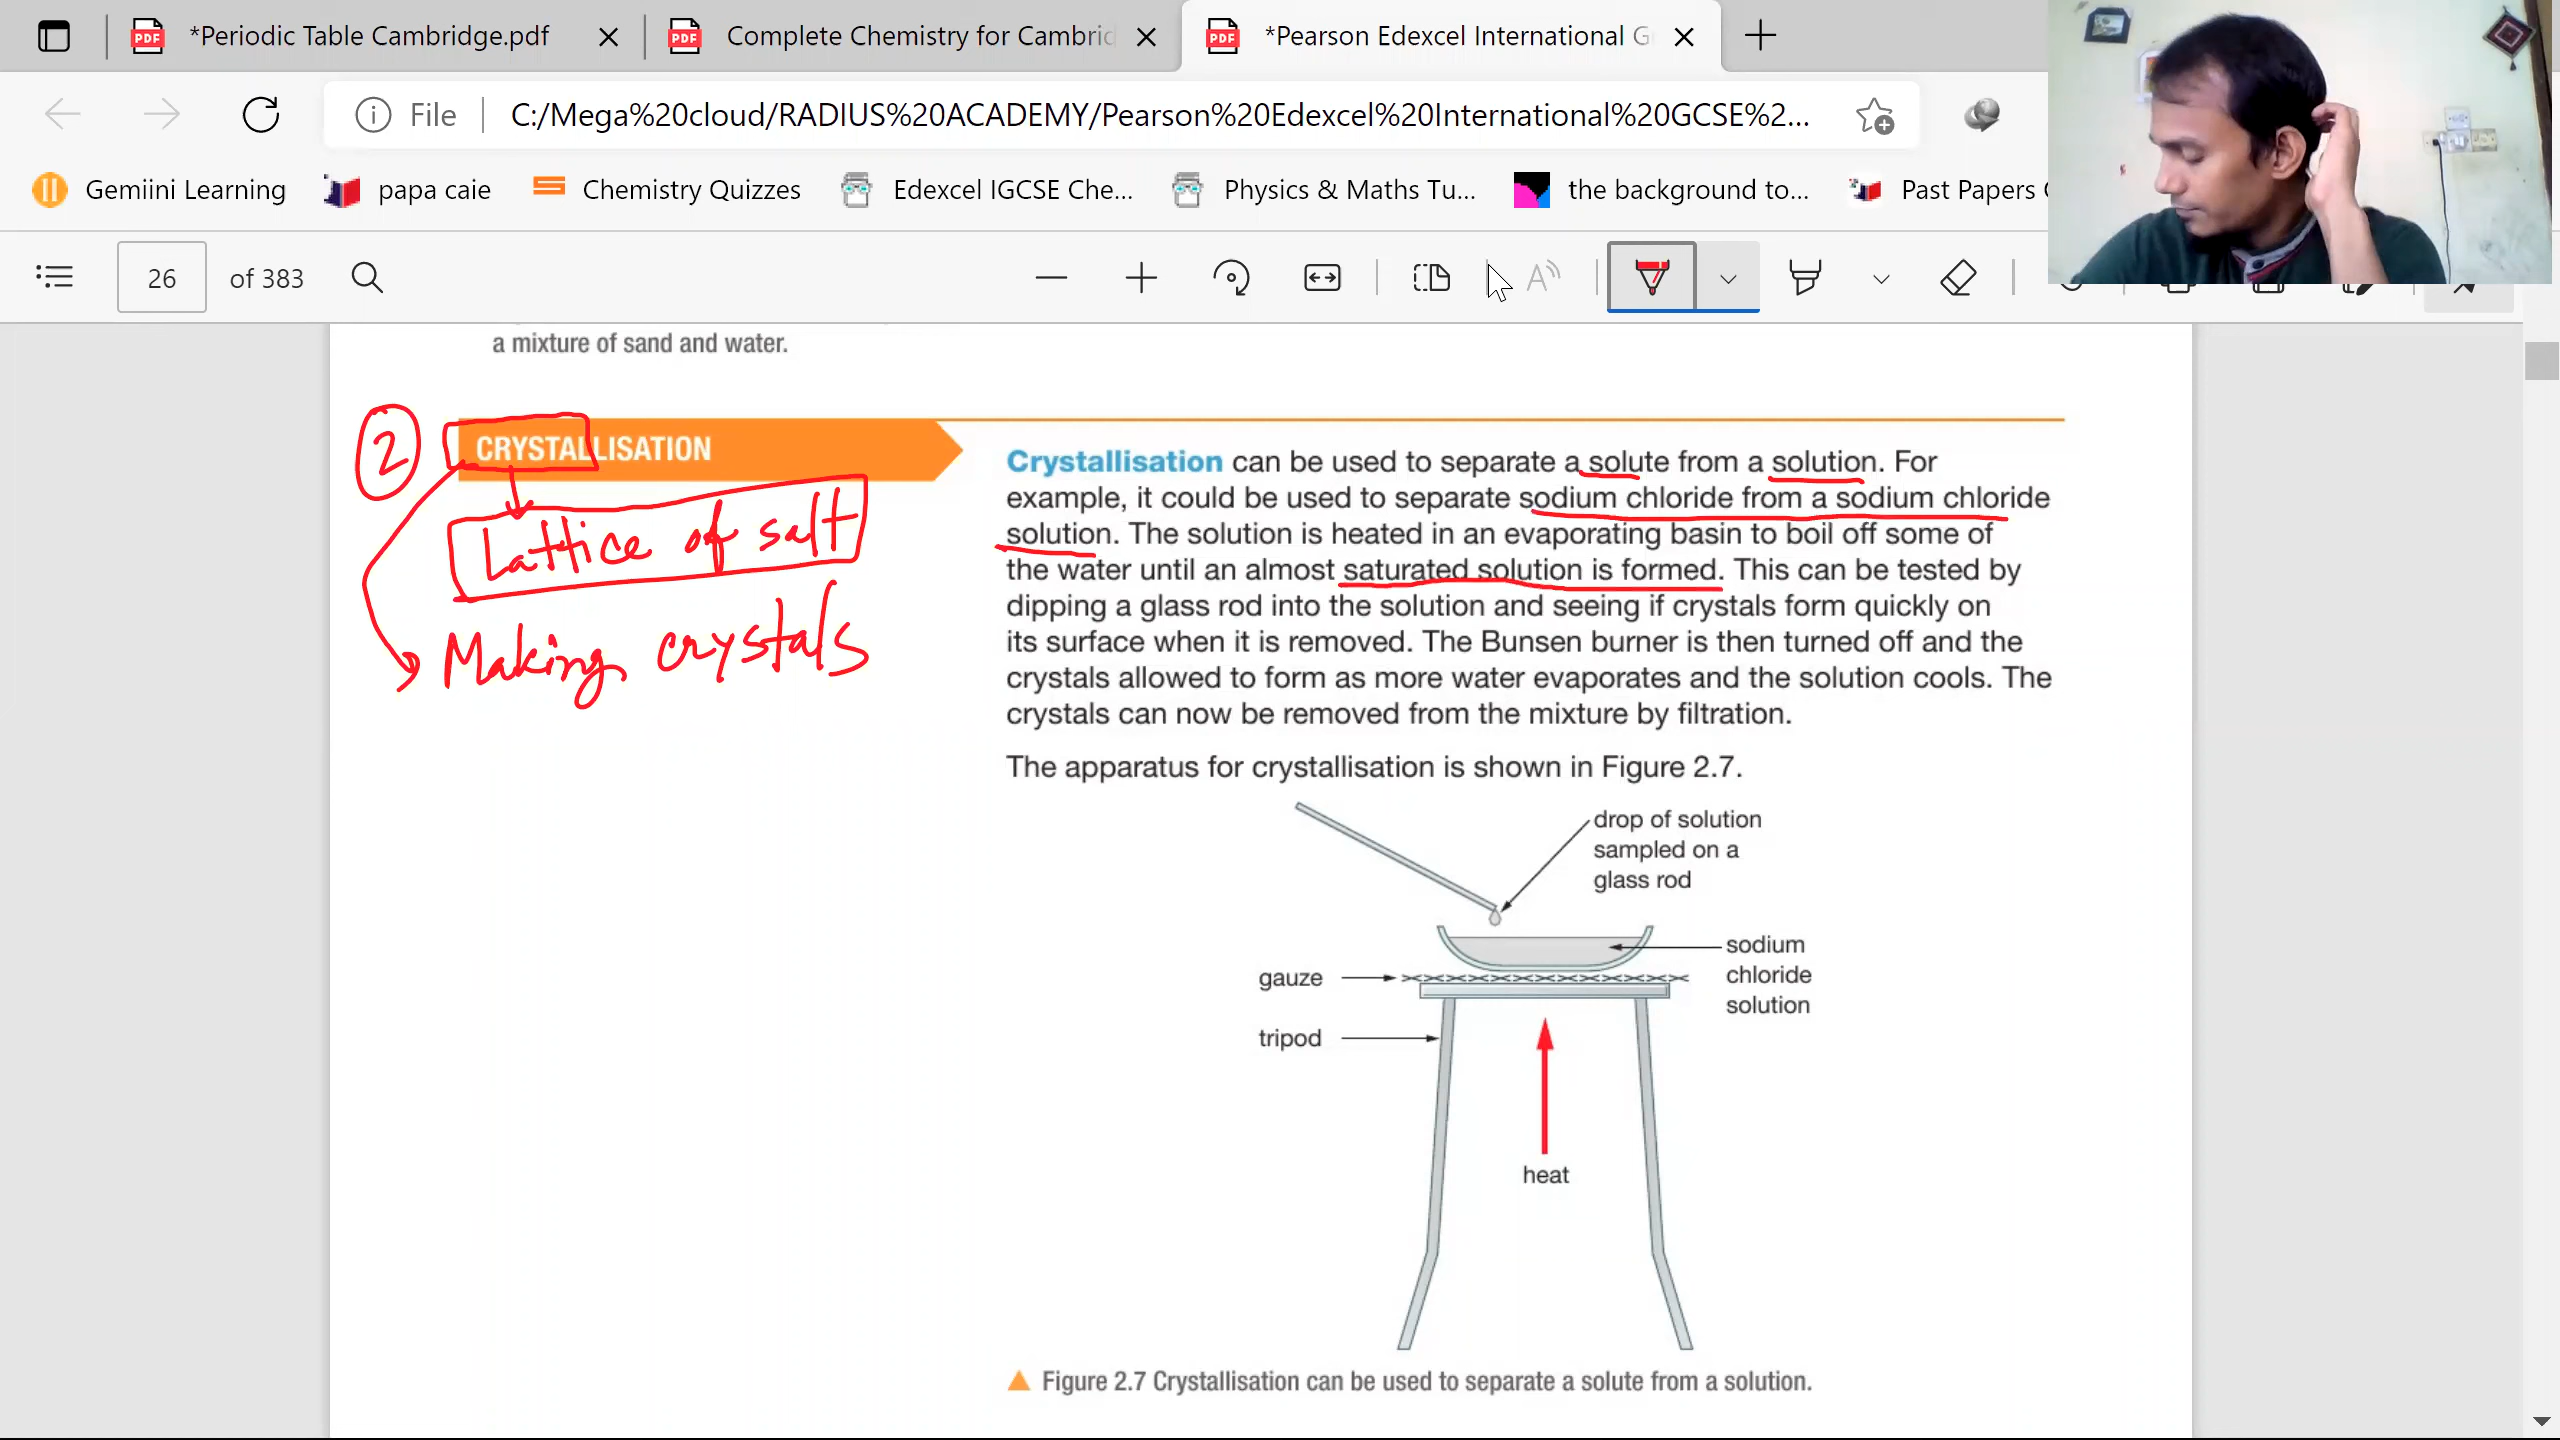 *Periodic Table Cambridge.pdf
Complete Chemistry for Cambrid
*Pearson Edexcel International G
File
C:/Mega%20cloud/RADIUS%20ACADEMY/Pearson%20Edexcel%20International%20GCSE%2...
Gemiini Learning
papa caie
Chemistry Quizzes
Edexcel IGCSE Che...
Physics & Maths Tu...
the background to...
Past Papers
26 of 383
a mixture of sand and water.
2
CRYSTALLISATION
Lattice of salt
Making crystals
Crystallisation can be used to separate a solute from a solution. For
example, it could be used to separate sodium chloride from a sodium chloride
solution. The solution is heated in an evaporating basin to boil off some of
the water until an almost saturated solution is formed. This can be tested by
dipping a glass rod into the solution and seeing if crystals form quickly on
its surface when it is removed. The Bunsen burner is then turned off and the
crystals allowed to form as more water evaporates and the solution cools. The
crystals can now be removed from the mixture by filtration.
The apparatus for crystallisation is shown in Figure 2.7.
drop of solution
sampled on a
glass rod
sodium
chloride
solution
gauze
tripod
heat
Figure 2.7 Crystallisation can be used to separate a solute from a solution.